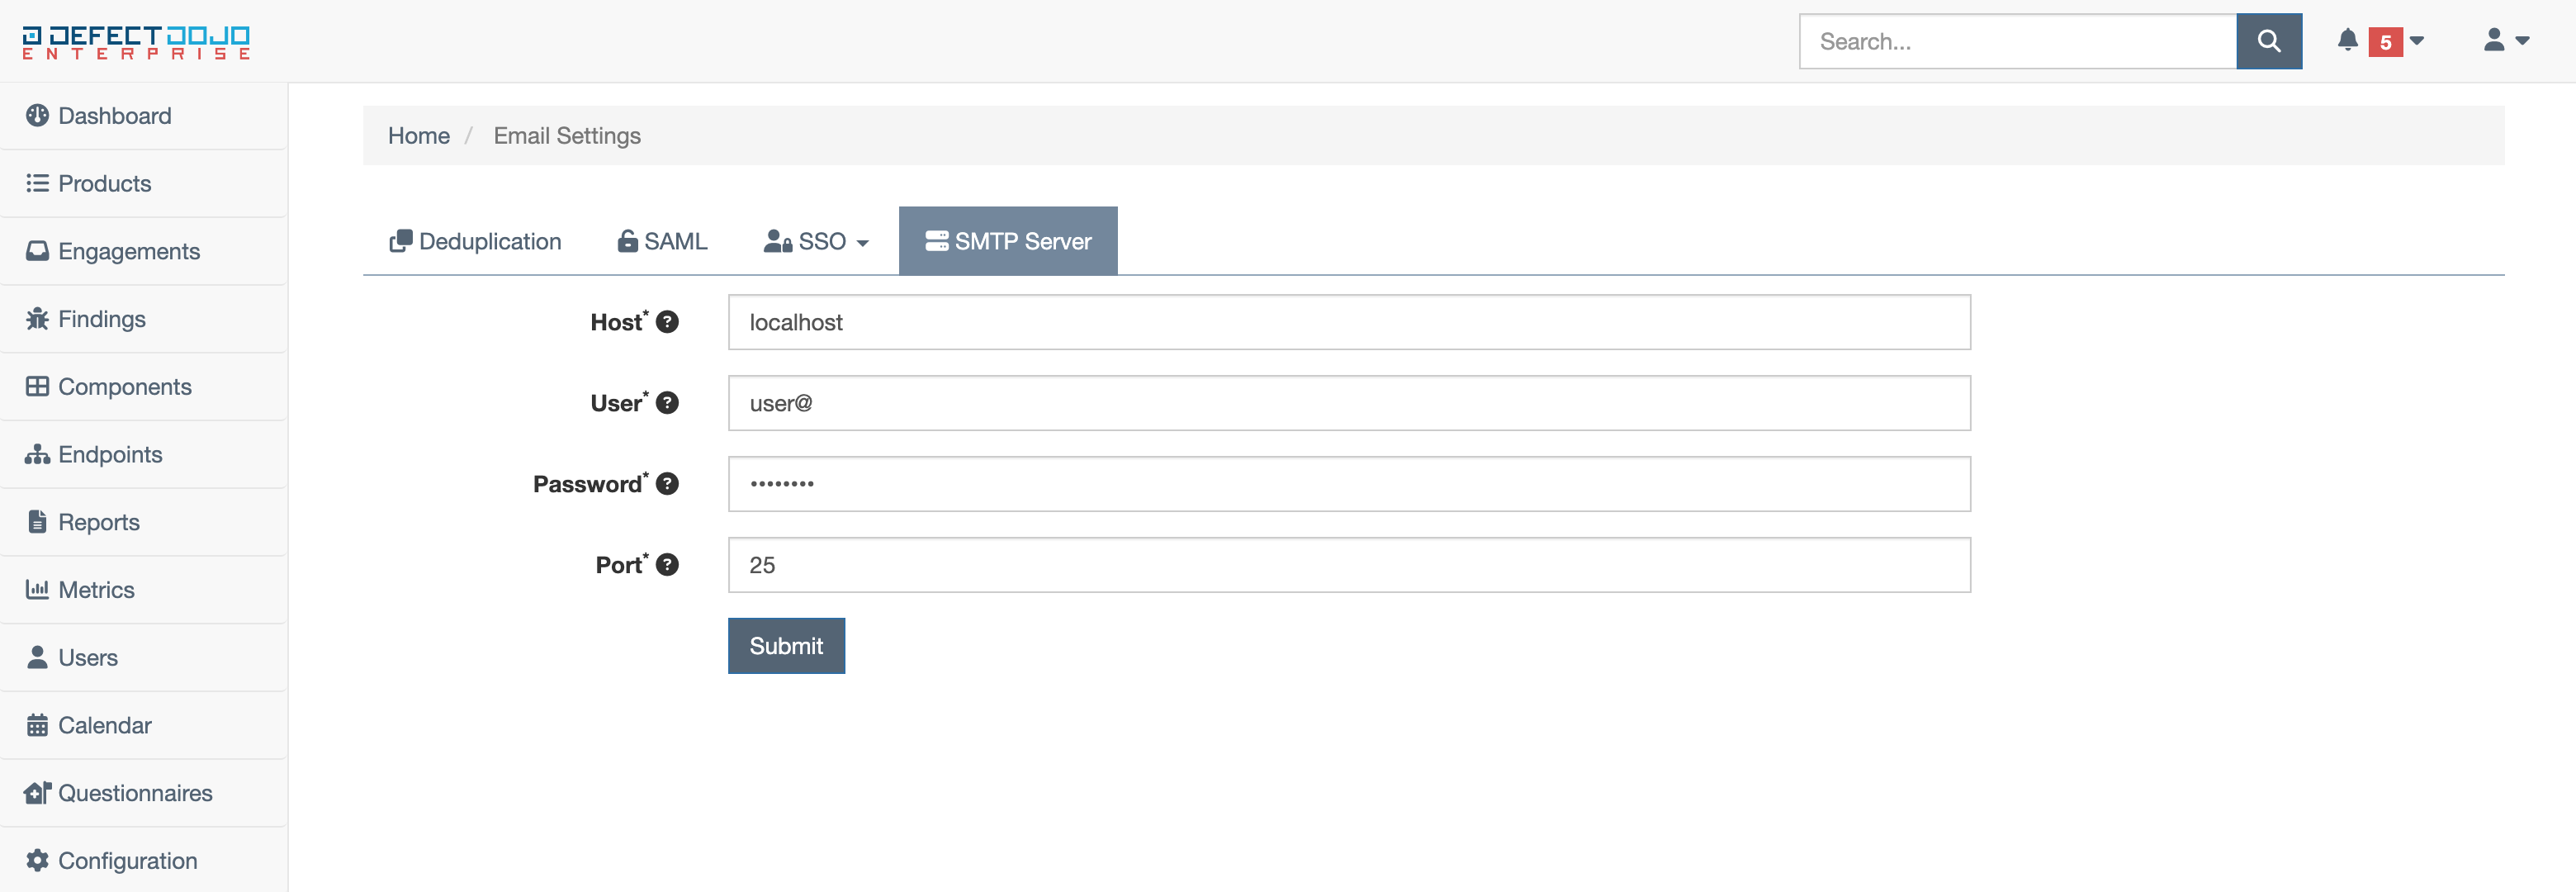 DEFECTDOJO
ENTERPRISE
Search...
5
Dashboard
Products
Engagements
Findings
Components
Endpoints
Reports
Metrics
Users
Calendar
Questionnaires
Configuration
Home / Email Settings
Deduplication SAML SSO SMTP Server
Host* ? localhost
User* ? user@
Password* ? ••••••••
Port* ? 25
Submit